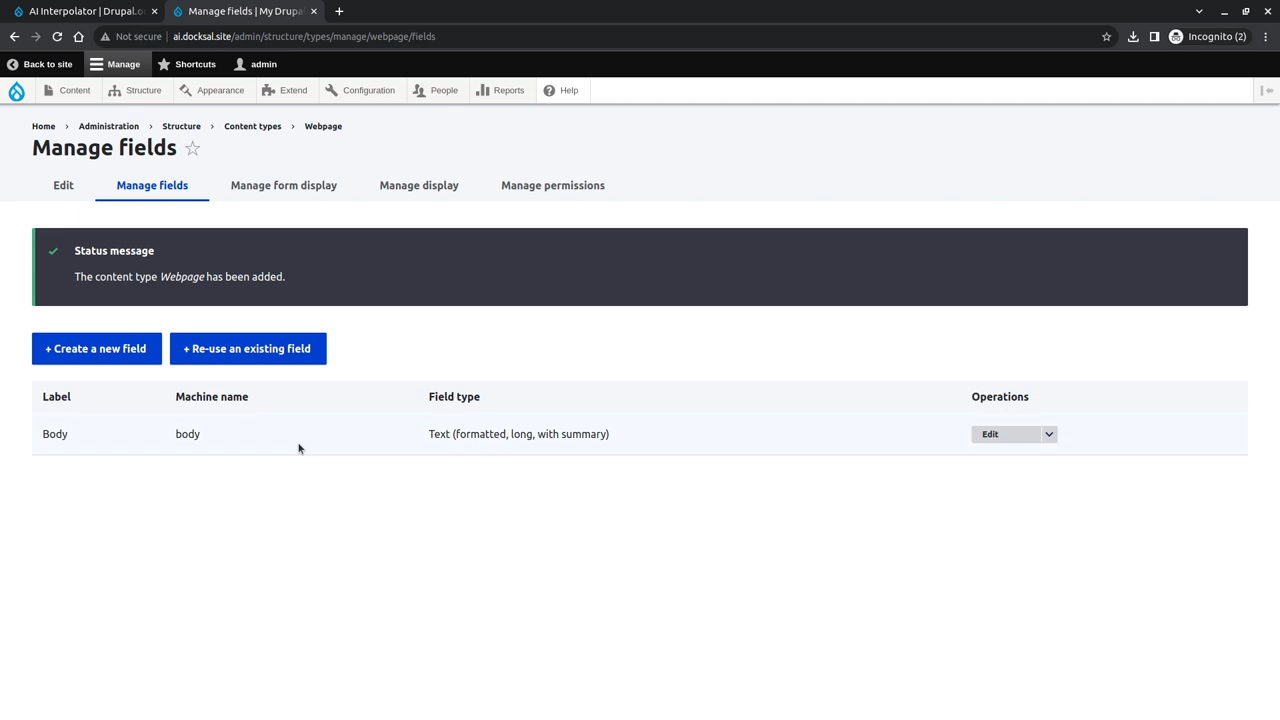 AI Interpolator | Drupal.o
Manage fields | My Drupa
Not secure
ai.docksal.site/admin/structure/types/manage/webpage/fields
Incognito (2)
Back to site
Manage
Shortcuts
admin
Content
Structure
Appearance
Extend
Configuration
People
Reports
Help
Home > Administration > Structure > Content types > Webpage
Manage fields
Edit
Manage fields
Manage form display
Manage display
Manage permissions
Status message
The content type Webpage has been added.
+ Create a new field
+ Re-use an existing field
Label
Machine name
Field type
Operations
Body
body
Text (formatted, long, with summary)
Edit